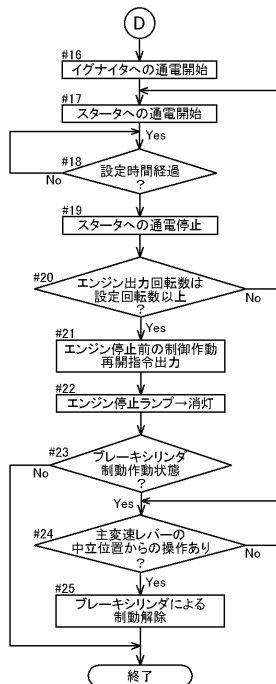 D
#16
イグナイタへの通電開始
#17
スタータへの通電開始
Yes
#18
設定時間経過
?
No
#19
スタータへの通電停止
#20
エンジン出力回転数は
設定回転数以上
?
No
Yes
#21
エンジン停止前の制御作動
再開指令出力
#22
エンジン停止ランプ→消灯
#23
ブレーキシリンダ
制動作動状態
?
No
Yes
#24
主変速レバーの
中立位置からの操作あり
?
No
Yes
#25
ブレーキシリンダによる
制動解除
終了